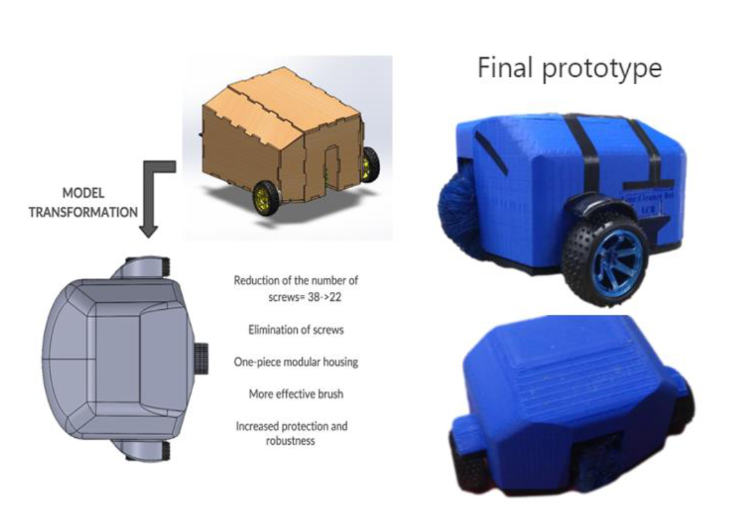 Final prototype
MODEL
TRANSFORMATION
Reduction of the number of
screws= 38->22
Elimination of screws
One-piece modular housing
More effective brush
Increased protection and
robustness